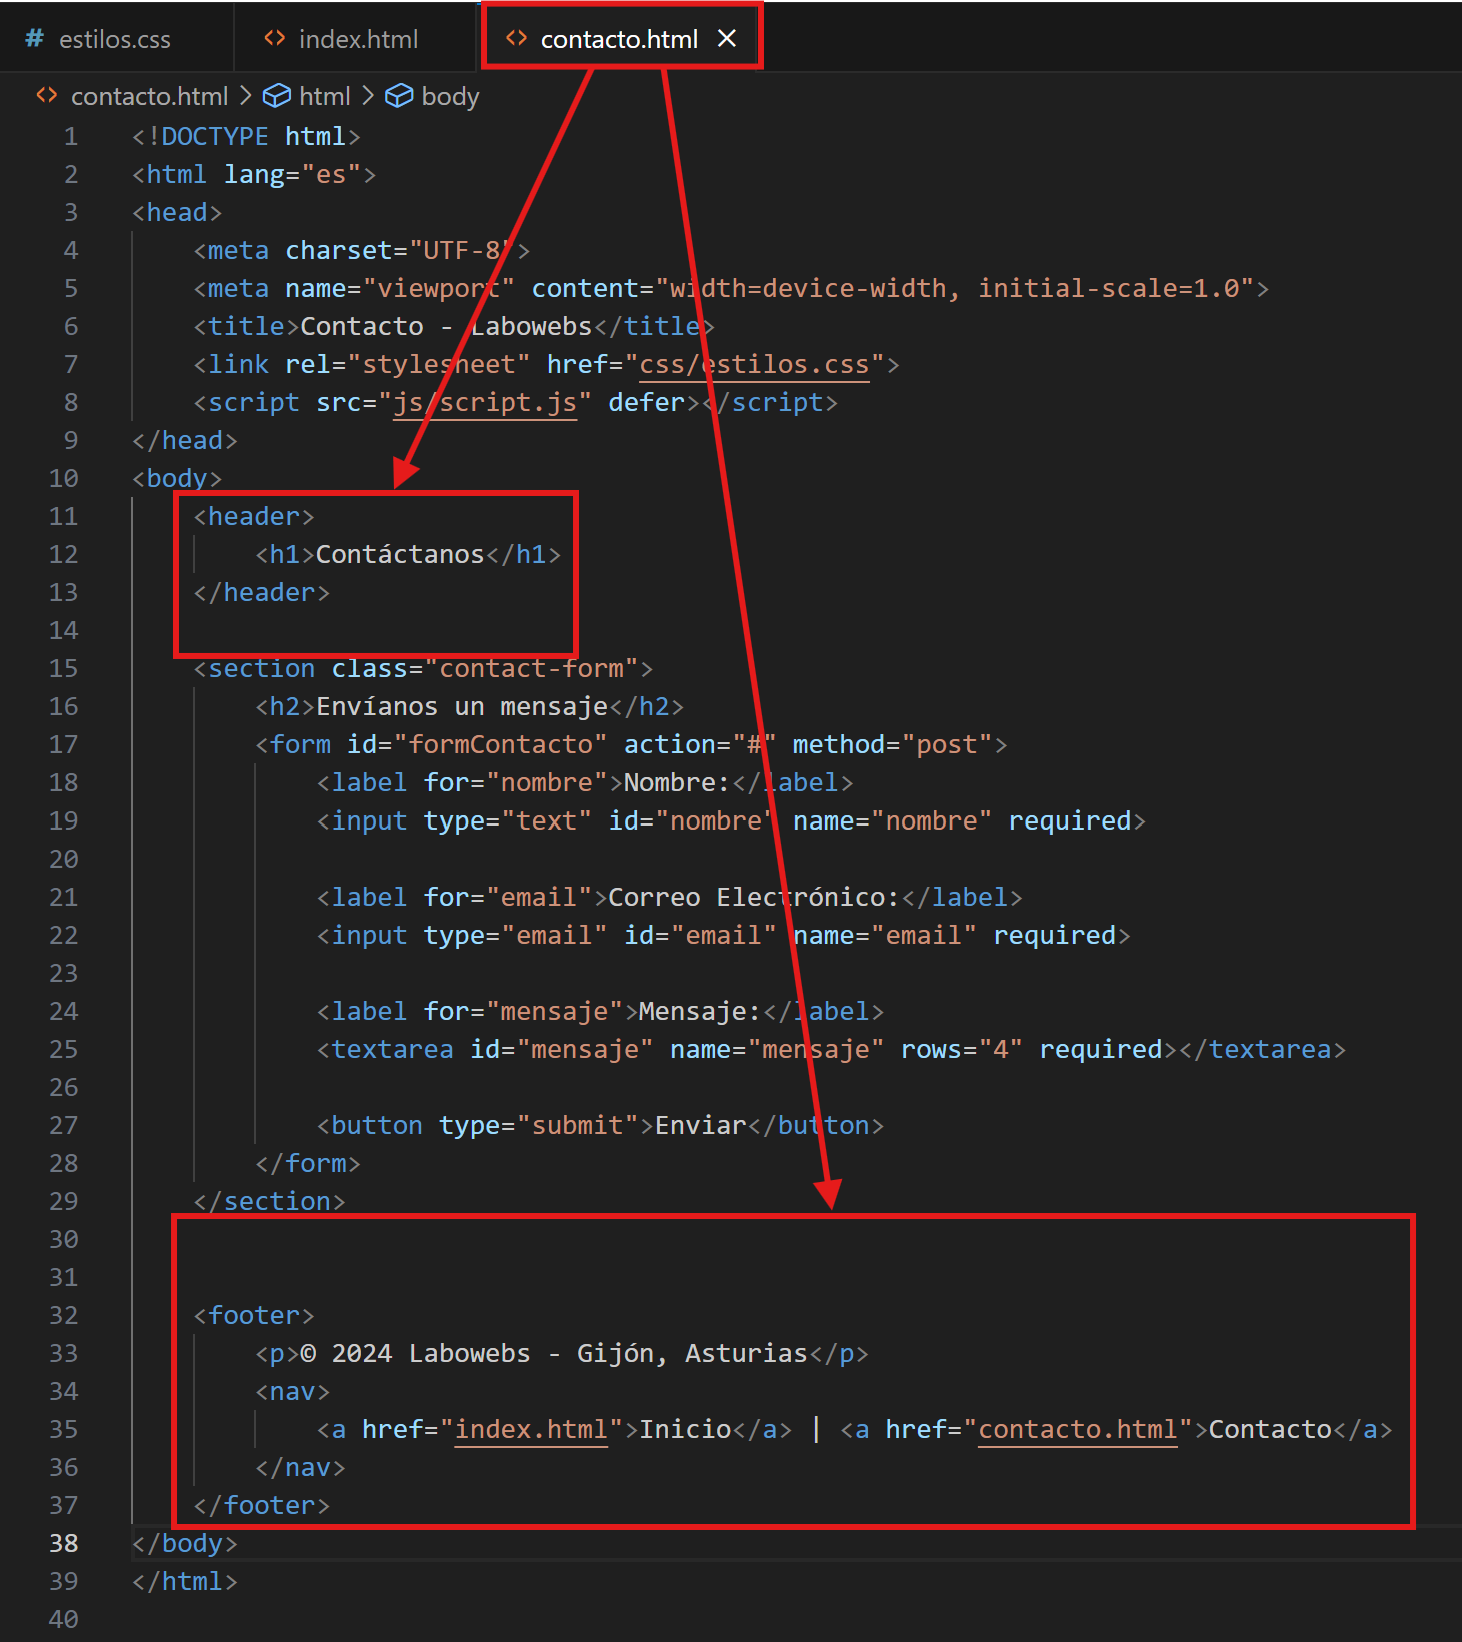 # estilos.css <> index.html <> contacto.html ×
<> contacto.html > html > body
1 <!DOCTYPE html>
2 <html lang="es">
3 <head>
4     <meta charset="UTF-8">
5     <meta name="viewport" content="width=device-width, initial-scale=1.0">
6     <title>Contacto - Labowebs</title>
7     <link rel="stylesheet" href="css/estilos.css">
8     <script src="js/script.js" defer></script>
9 </head>
10 <body>
11     <header>
12         <h1>Contáctanos</h1>
13     </header>
14
15     <section class="contact-form">
16         <h2>Envíanos un mensaje</h2>
17         <form id="formContacto" action="#" method="post">
18             <label for="nombre">Nombre:</label>
19             <input type="text" id="nombre" name="nombre" required>
20
21             <label for="email">Correo Electrónico:</label>
22             <input type="email" id="email" name="email" required>
23
24             <label for="mensaje">Mensaje:</label>
25             <textarea id="mensaje" name="mensaje" rows="4" required></textarea>
26
27             <button type="submit">Enviar</button>
28         </form>
29     </section>
30
31
32     <footer>
33         <p>© 2024 Labowebs - Gijón, Asturias</p>
34         <nav>
35             <a href="index.html">Inicio</a> | <a href="contacto.html">Contacto</a>
36         </nav>
37     </footer>
38 </body>
39 </html>
40